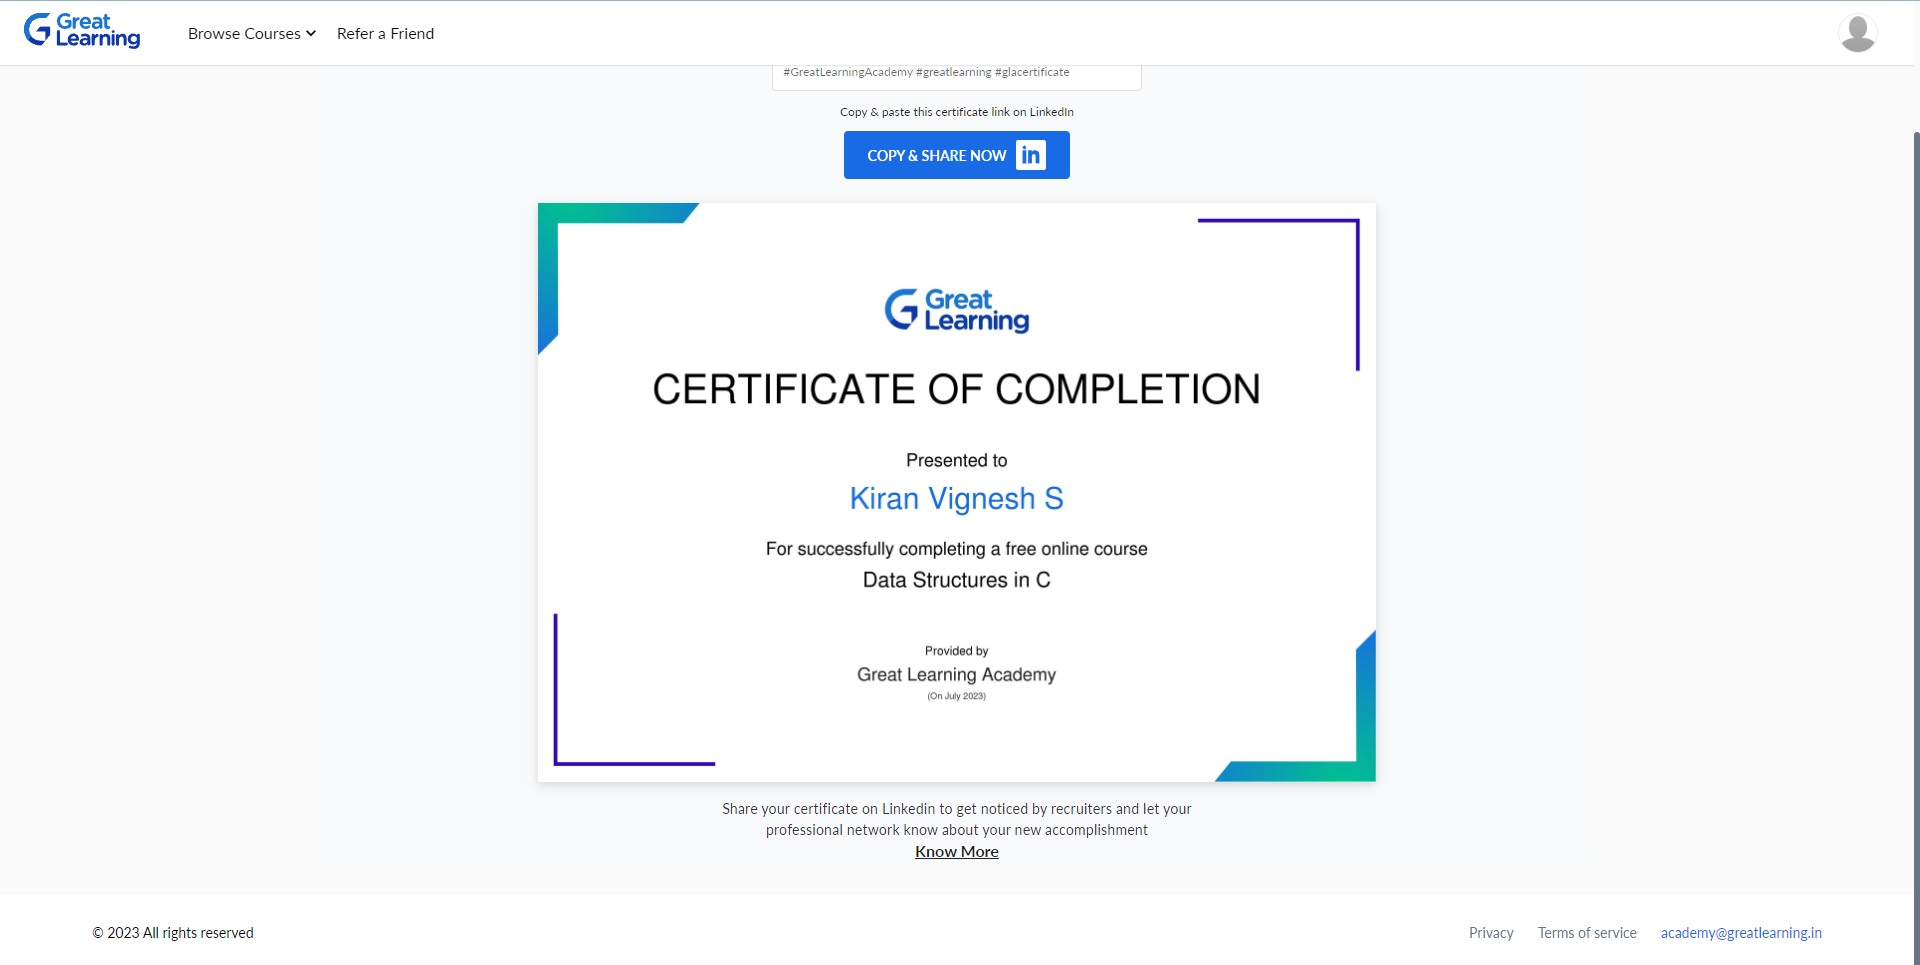 Great
Learning
Browse Courses
Refer a Friend
#GreatLearningAcademy #greatlearning #glacertificate
Copy & paste this certificate link on LinkedIn
COPY & SHARE NOW in
Great
Learning
CERTIFICATE OF COMPLETION
Presented to
Kiran Vignesh S
For successfully completing a free online course
Data Structures in C
Provided by
Great Learning Academy
(On July 2023)
Share your certificate on Linkedin to get noticed by recruiters and let your
professional network know about your new accomplishment
Know More
© 2023 All rights reserved
Privacy
Terms of service
academy@greatlearning.in